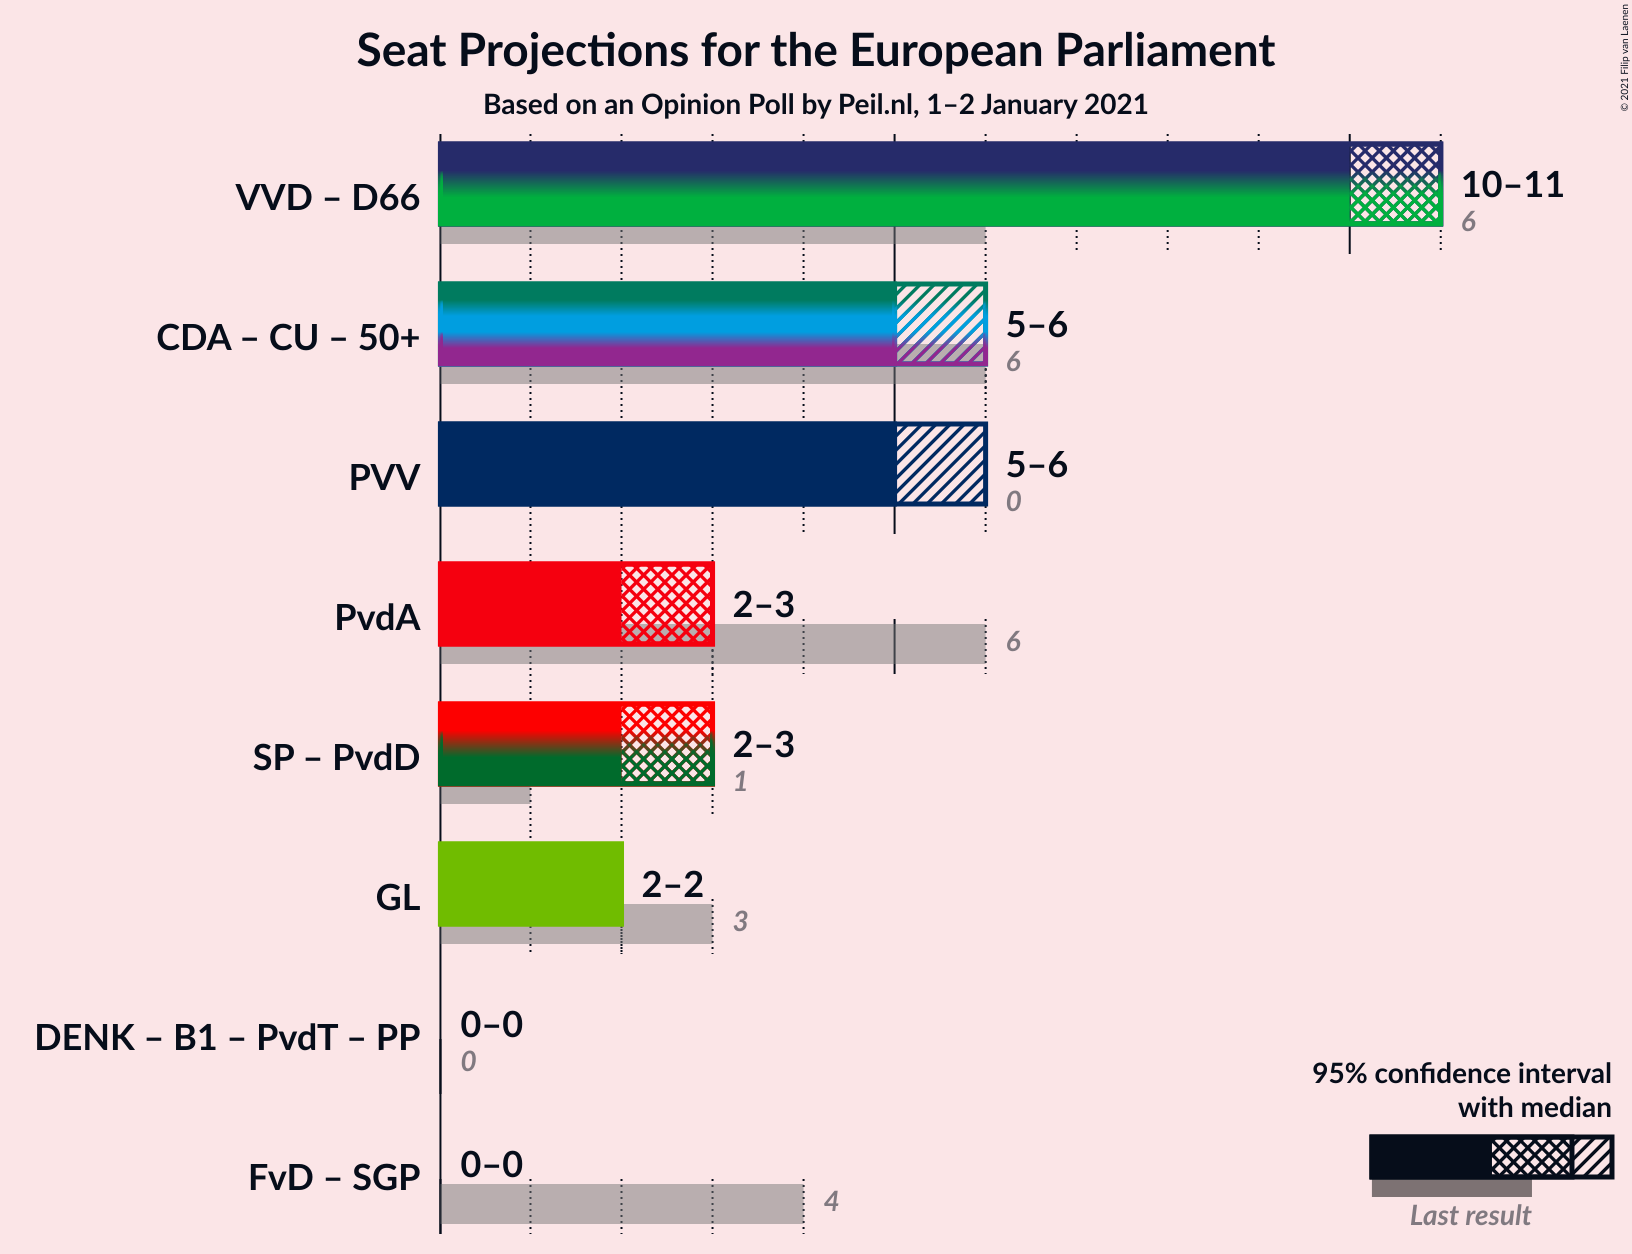 Seat Projections for the European Parliament
Based on an Opinion Poll by Peil.nl, 1–2 January 2021
© 2021 Filip van Laenen
VVD – D66
10–11
6
CDA – CU – 50+
5–6
6
PVV
5–6
0
PvdA
2–3
6
SP – PvdD
2–3
1
GL
2–2
3
DENK – B1 – PvdT – PP
0–0
0
FvD – SGP
0–0
4
95% confidence interval
with median
Last result